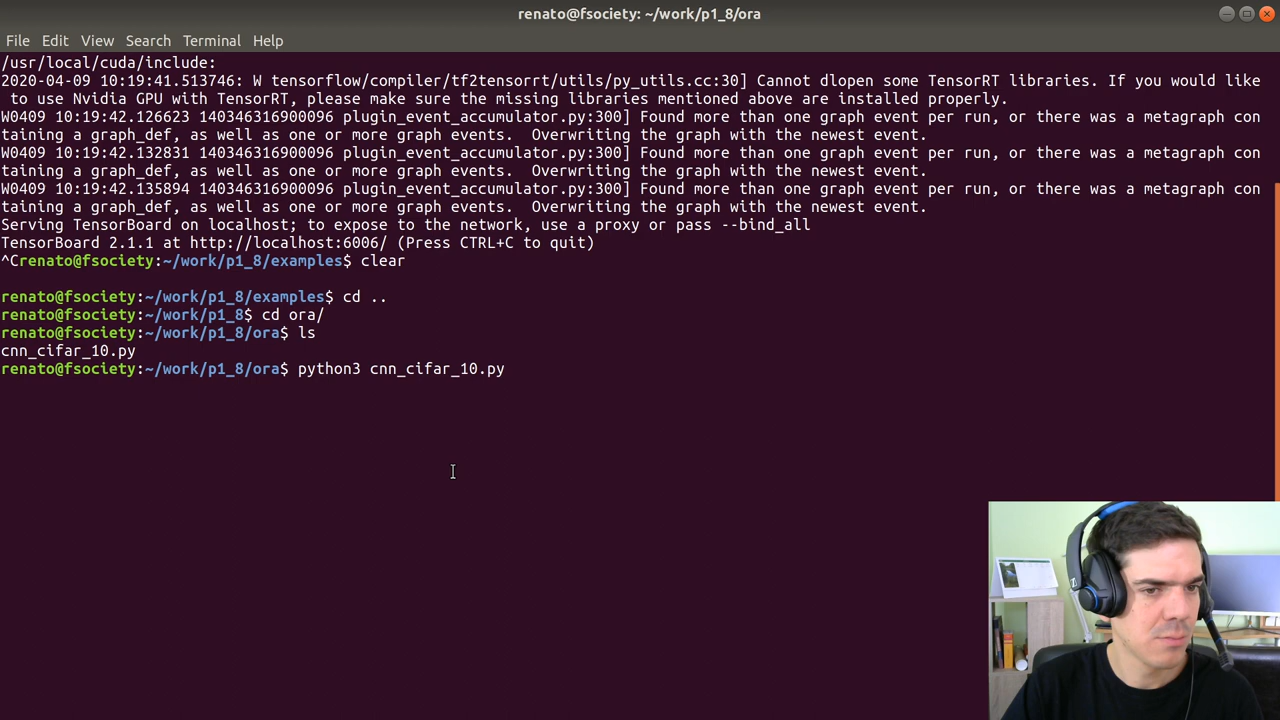 renato@fsociety: ~/work/p1_8/ora
File Edit View Search Terminal Help
/usr/local/cuda/include:
2020-04-09 10:19:41.513746: W tensorflow/compiler/tf2tensorrt/utils/py_utils.cc:30] Cannot dlopen some TensorRT libraries. If you would like
to use Nvidia GPU with TensorRT, please make sure the missing libraries mentioned above are installed properly.
W0409 10:19:42.126623 140346316900096 plugin_event_accumulator.py:300] Found more than one graph event per run, or there was a metagraph con
taining a graph_def, as well as one or more graph events.  Overwriting the graph with the newest event.
W0409 10:19:42.132831 140346316900096 plugin_event_accumulator.py:300] Found more than one graph event per run, or there was a metagraph con
taining a graph_def, as well as one or more graph events.  Overwriting the graph with the newest event.
W0409 10:19:42.135894 140346316900096 plugin_event_accumulator.py:300] Found more than one graph event per run, or there was a metagraph con
taining a graph_def, as well as one or more graph events.  Overwriting the graph with the newest event.
Serving TensorBoard on localhost; to expose to the network, use a proxy or pass --bind_all
TensorBoard 2.1.1 at http://localhost:6006/ (Press CTRL+C to quit)
^Crenato@fsociety:~/work/p1_8/examples$ clear
renato@fsociety:~/work/p1_8/examples$ cd ..
renato@fsociety:~/work/p1_8$ cd ora/
renato@fsociety:~/work/p1_8/ora$ ls
cnn_cifar_10.py
renato@fsociety:~/work/p1_8/ora$ python3 cnn_cifar_10.py